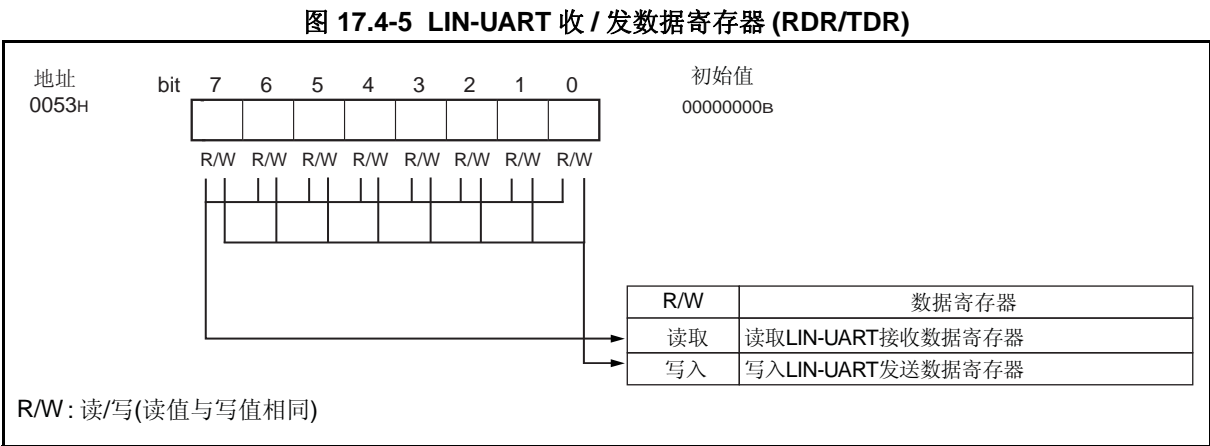 图 17.4-5 LIN-UART 收 / 发数据寄存器 (RDR/TDR)
地址 bit 7 6 5 4 3 2 1 0 初始值
0053H 00000000B
R/W R/W R/W R/W R/W R/W R/W R/W
R/W 数据寄存器
读取 读取LIN-UART接收数据寄存器
写入 写入LIN-UART发送数据寄存器
R/W : 读/写(读值与写值相同)